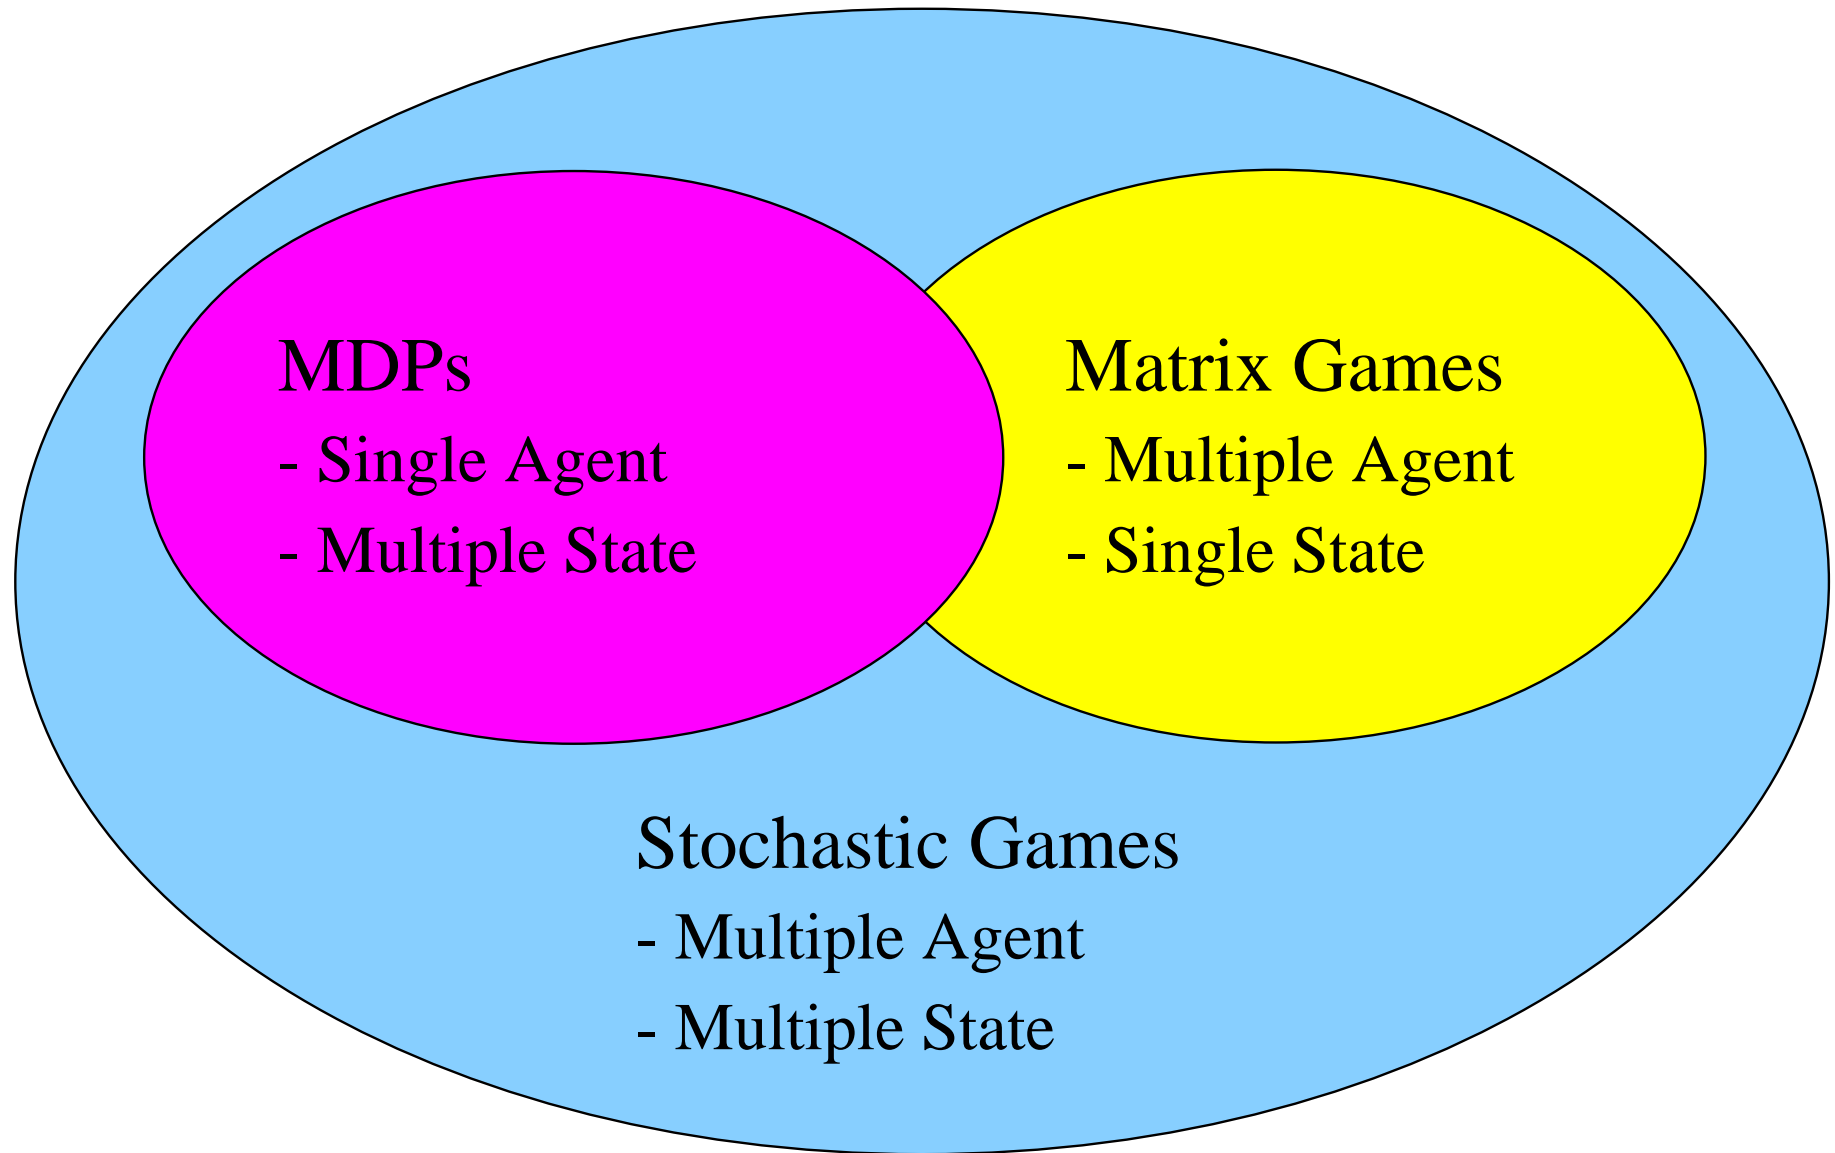 MDPs
- Single Agent
- Multiple State
Matrix Games
- Multiple Agent
- Single State
Stochastic Games
- Multiple Agent
- Multiple State